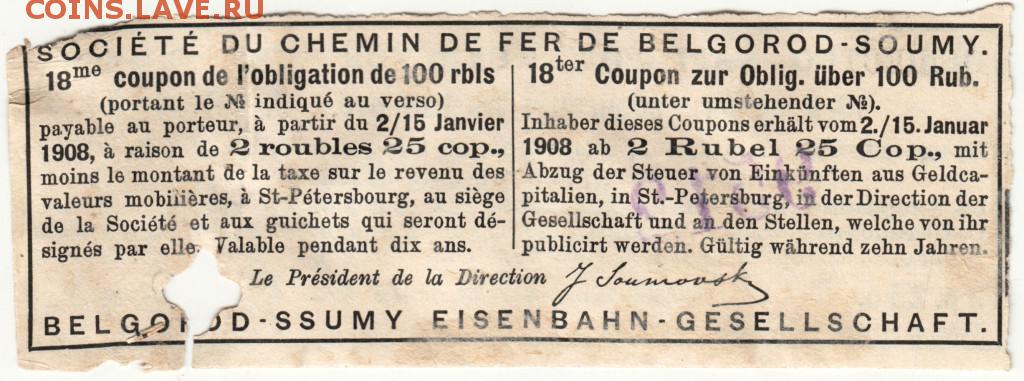 COINS.LAVE.RU
SOCIÉTÉ DU CHEMIN DE FER DE BELGOROD-SOUMY.
18me coupon de l'obligation de 100 rbls
(portant le № indiqué au verso)
payable au porteur, à partir du 2/15 Janvier
1908, à raison de 2 roubles 25 cop.,
moins le montant de la taxe sur le revenu des
valeurs mobilières, à St-Pétersbourg, au siège
de la Société et aux guichets qui seront dé-
signés par elle. Valable pendant dix ans.
18ter Coupon zur Oblig. über 100 Rub.
(unter umstehender №).
Inhaber dieses Coupons erhält vom 2./15. Januar
1908 ab 2 Rubel 25 Cop., mit
Abzug der Steuer von Einkünften aus Geldca-
pitalien, in St.-Petersburg, in der Direction der
Gesellschaft und an den Stellen, welche von ihr
publicirt werden. Gültig während zehn Jahren.
Le Président de la Direction J Soumovsky
BELGOROD-SSUMY EISENBAHN-GESELLSCHAFT.